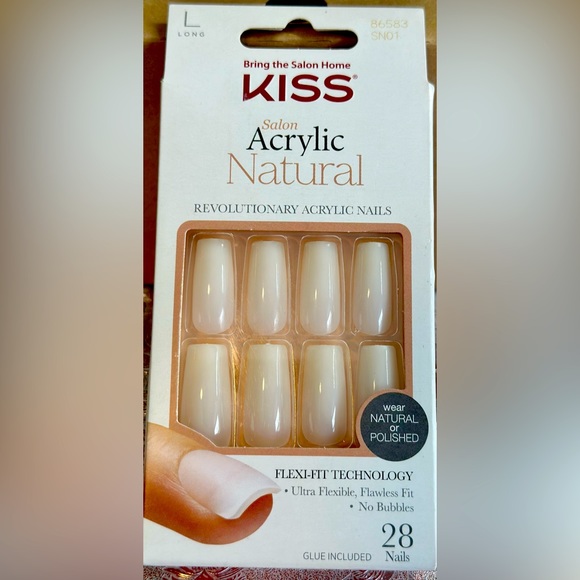 L
LONG
86583
SN01
Bring the Salon Home
KISS®
Salon
Acrylic
Natural
REVOLUTIONARY ACRYLIC NAILS
wear
NATURAL
or
POLISHED
FLEXI-FIT TECHNOLOGY
• Ultra Flexible, Flawless Fit
• No Bubbles
GLUE INCLUDED
28
Nails